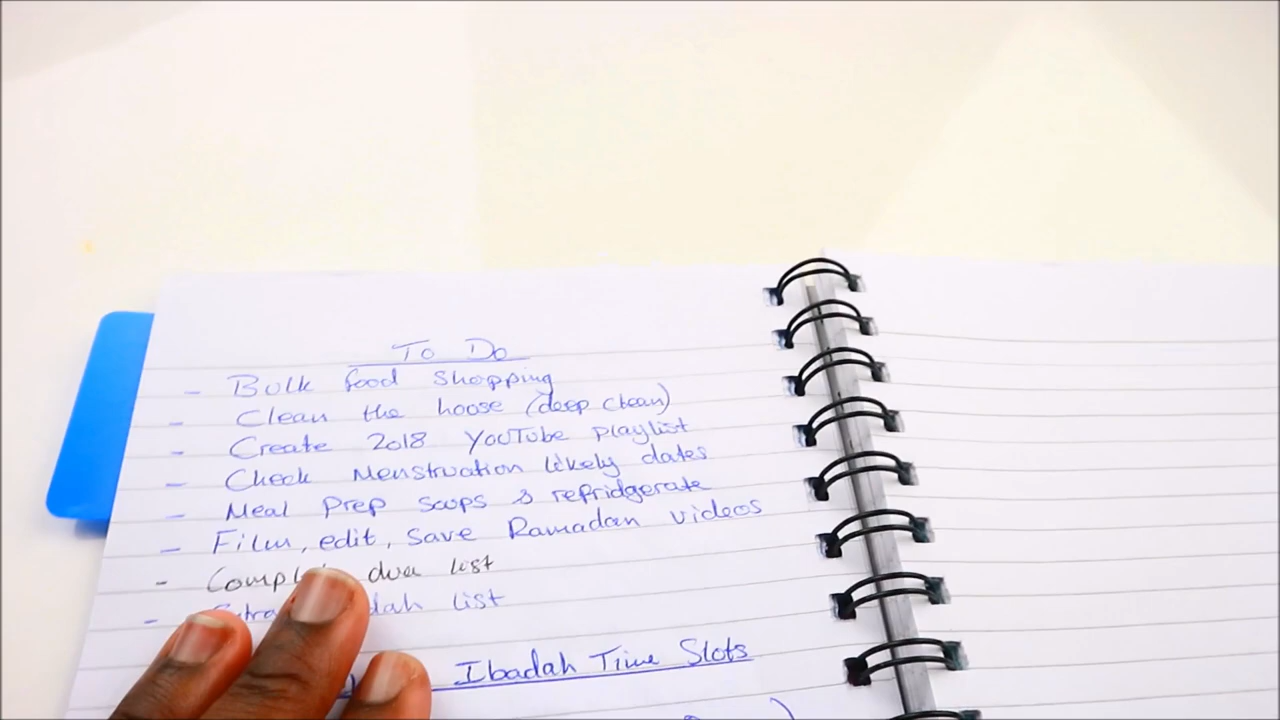 To Do
- Bulk food shopping
- Clean the house (deep clean)
- Create 2018 YouTube playlist
- Check Menstruation likely dates
- Meal Prep soups & refridgerate
- Film, edit, save Ramadan videos
- dua list
- list
Ibadah Time Slots